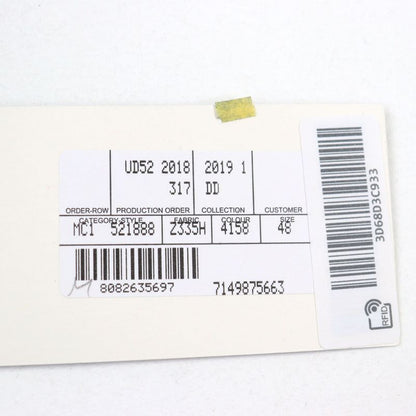 UD52 2018 2019 1
317 DD
ORDER-ROW PRODUCTION ORDER COLLECTION CUSTOMER
CATEGORY-STYLE FABRIC COLOUR SIZE
MC1 521888 Z335H 4158 48
8082635697 7149875663
3D68D3C933
RFID